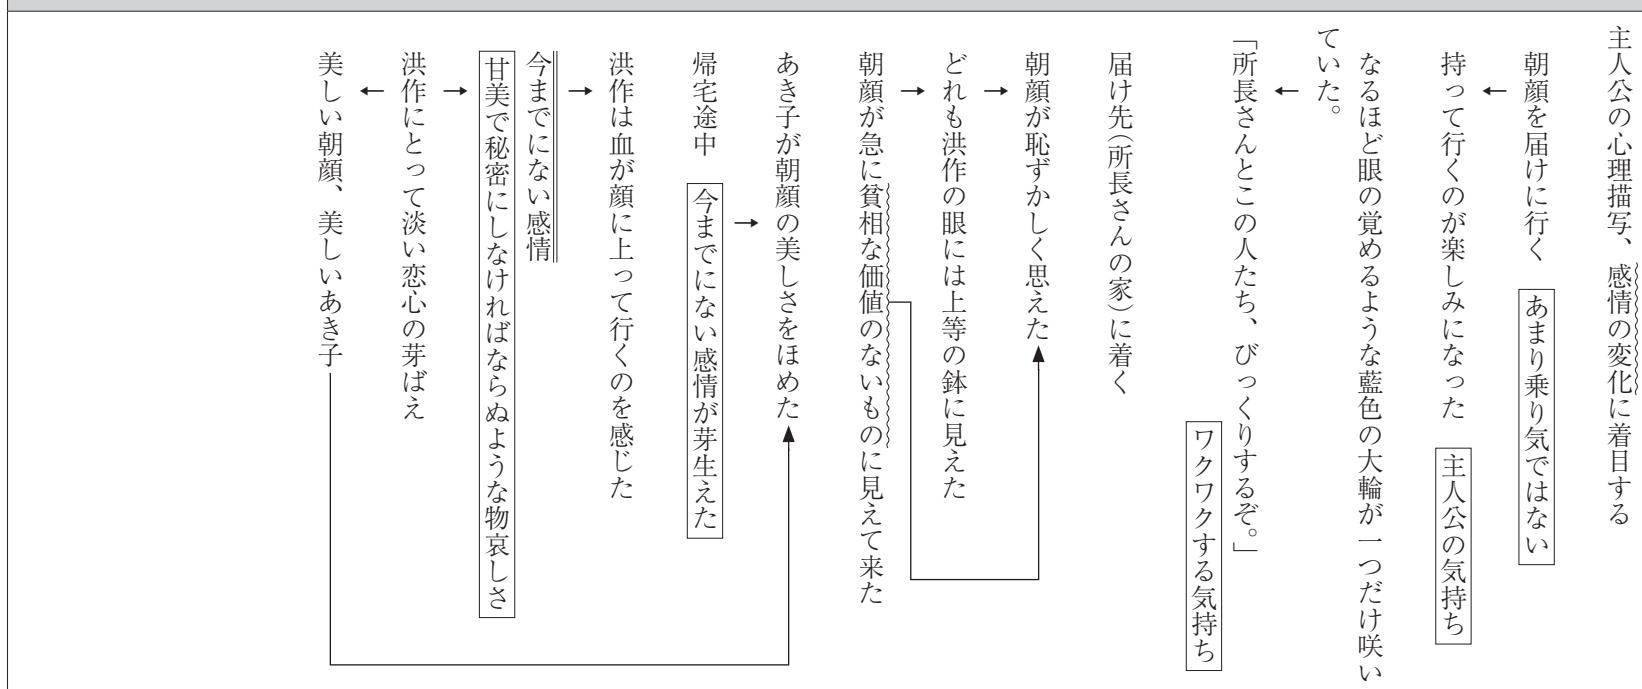 主人公の心理描写、感情の変化に着目する
朝顔を届けに行く あまり乗り気ではない
↓
持って行くのが楽しみになった 主人公の気持ち
なるほど眼の覚めるような藍色の大輪が一つだけ咲い
ていた。
↓
「所長さんとこの人たち、びっくりするぞ。」
ワクワクする気持ち
届け先(所長さんの家)に着く
朝顔が恥ずかしく思えた
↑
どれも洪作の眼には上等の鉢に見えた
↑
朝顔が急に貧相な価値のないものに見えて来た
あき子が朝顔の美しさをほめた
帰宅途中 今までにない感情が芽生えた
洪作は血が顔に上って行くのを感じた
↑
今までにない感情
甘美で秘密にしなければならぬような物哀しさ
↑
洪作にとって淡い恋心の芽ばえ
↓
美しい朝顔、美しいあき子